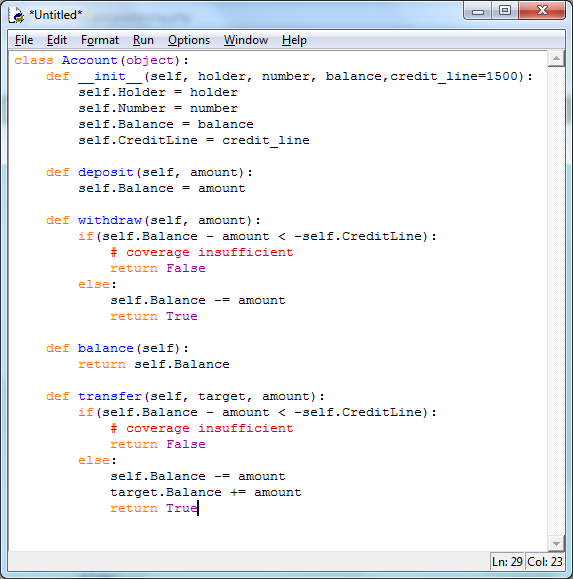 *Untitled*
File Edit Format Run Options Window Help
class Account(object):
    def __init__(self, holder, number, balance,credit_line=1500):
        self.Holder = holder
        self.Number = number
        self.Balance = balance
        self.CreditLine = credit_line

    def deposit(self, amount):
        self.Balance = amount

    def withdraw(self, amount):
        if(self.Balance - amount < -self.CreditLine):
            # coverage insufficient
            return False
        else:
            self.Balance -= amount
            return True

    def balance(self):
        return self.Balance

    def transfer(self, target, amount):
        if(self.Balance - amount < -self.CreditLine):
            # coverage insufficient
            return False
        else:
            self.Balance -= amount
            target.Balance += amount
            return True
Ln: 29 Col: 23